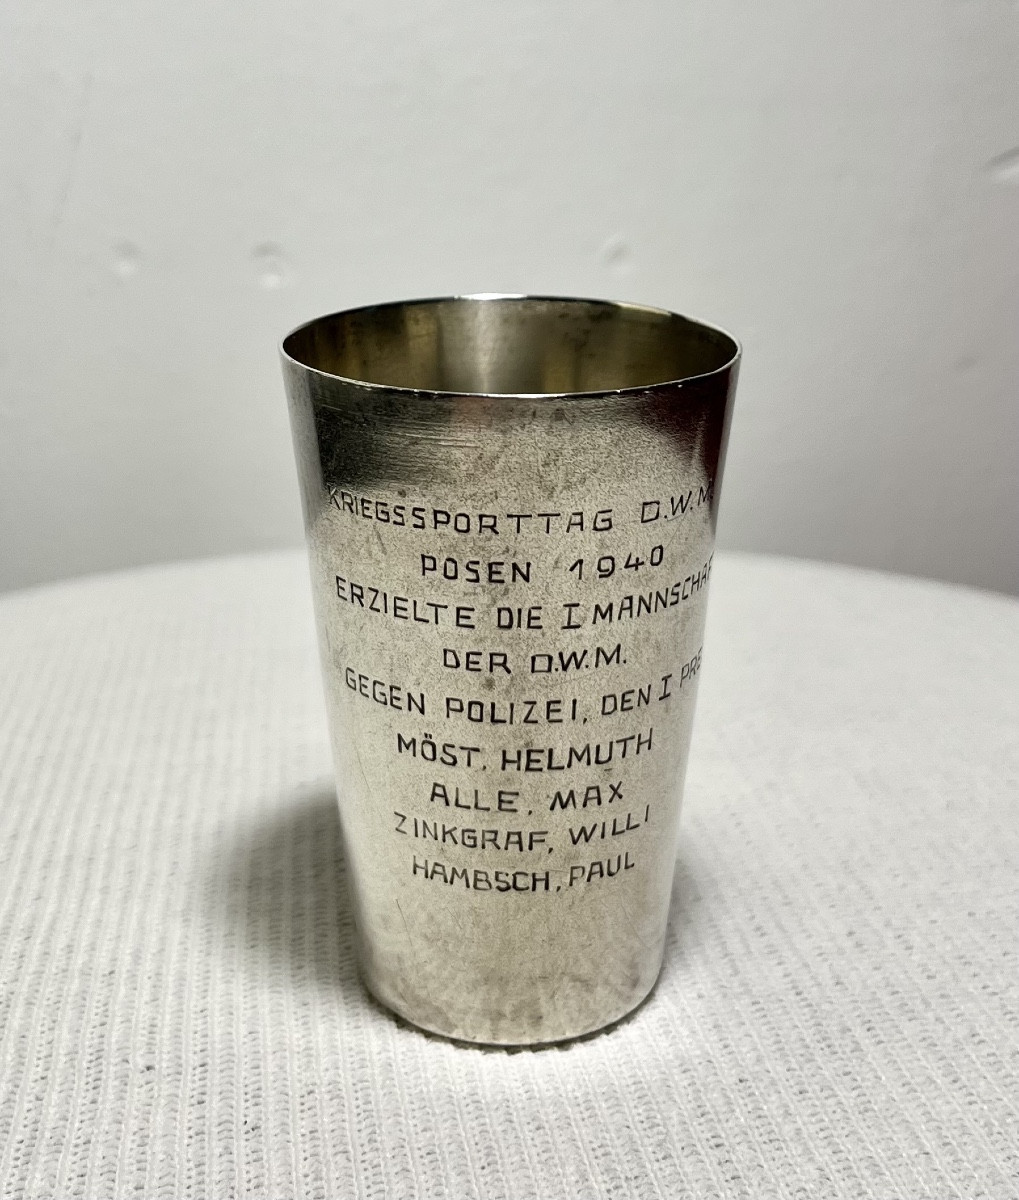 KRIEGSSPORTTAG D.W.M.
POSEN 1940
ERZIELTE DIE I MANNSCHAF
DER D.W.M.
GEGEN POLIZEI, DEN I PRE
MÖST. HELMUTH
ALLE, MAX
ZINKGRAF, WILLI
HAMBSCH, PAUL